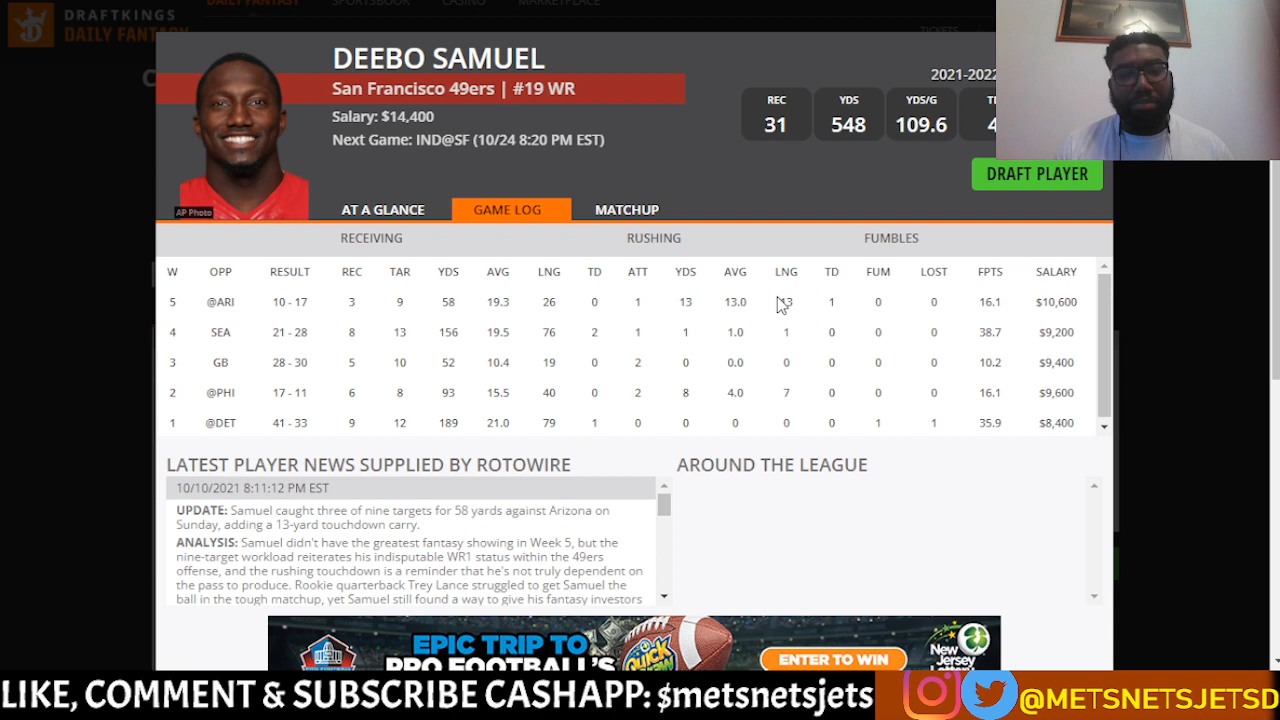 DRAFTKINGS
DAILY FANTASY
DAILY FANTASY SPORTSBOOK CASINO MARKETPLACE
DEEBO SAMUEL
San Francisco 49ers | #19 WR
Salary: $14,400
Next Game: IND@SF (10/24 8:20 PM EST)
2021-2022
REC YDS YDS/G
31 548 109.6 4
DRAFT PLAYER
AP Photo
AT A GLANCE GAME LOG MATCHUP
RECEIVING RUSHING FUMBLES
W OPP RESULT REC TAR YDS AVG LNG TD ATT YDS AVG LNG TD FUM LOST FPTS SALARY
5 @ARI 10 - 17 3 9 58 19.3 26 0 1 13 13.0 13 1 0 0 16.1 $10,600
4 SEA 21 - 28 8 13 156 19.5 76 2 1 1 1.0 1 0 0 0 38.7 $9,200
3 GB 28 - 30 5 10 52 10.4 19 0 2 0 0.0 0 0 0 0 10.2 $9,400
2 @PHI 17 - 11 6 8 93 15.5 40 0 2 8 4.0 7 0 0 0 16.1 $9,600
1 @DET 41 - 33 9 12 189 21.0 79 1 0 0 0 0 0 1 1 35.9 $8,400
LATEST PLAYER NEWS SUPPLIED BY ROTOWIRE
AROUND THE LEAGUE
10/10/2021 8:11:12 PM EST
UPDATE: Samuel caught three of nine targets for 58 yards against Arizona on
Sunday, adding a 13-yard touchdown carry.
ANALYSIS: Samuel didn't have the greatest fantasy showing in Week 5, but the
nine-target workload reiterates his indisputable WR1 status within the 49ers
offense, and the rushing touchdown is a reminder that he's not truly dependent on
the pass to produce. Rookie quarterback Trey Lance struggled to get Samuel the
ball in the tough matchup, yet Samuel still found a way to give his fantasy investors
EPIC TRIP TO
PRO FOOTBALL'S
QUICK
ENTER TO WIN
New
Jersey
Lottery
LIKE, COMMENT & SUBSCRIBE CASHAPP: $metsnetsjets
@METSNETSJETSD